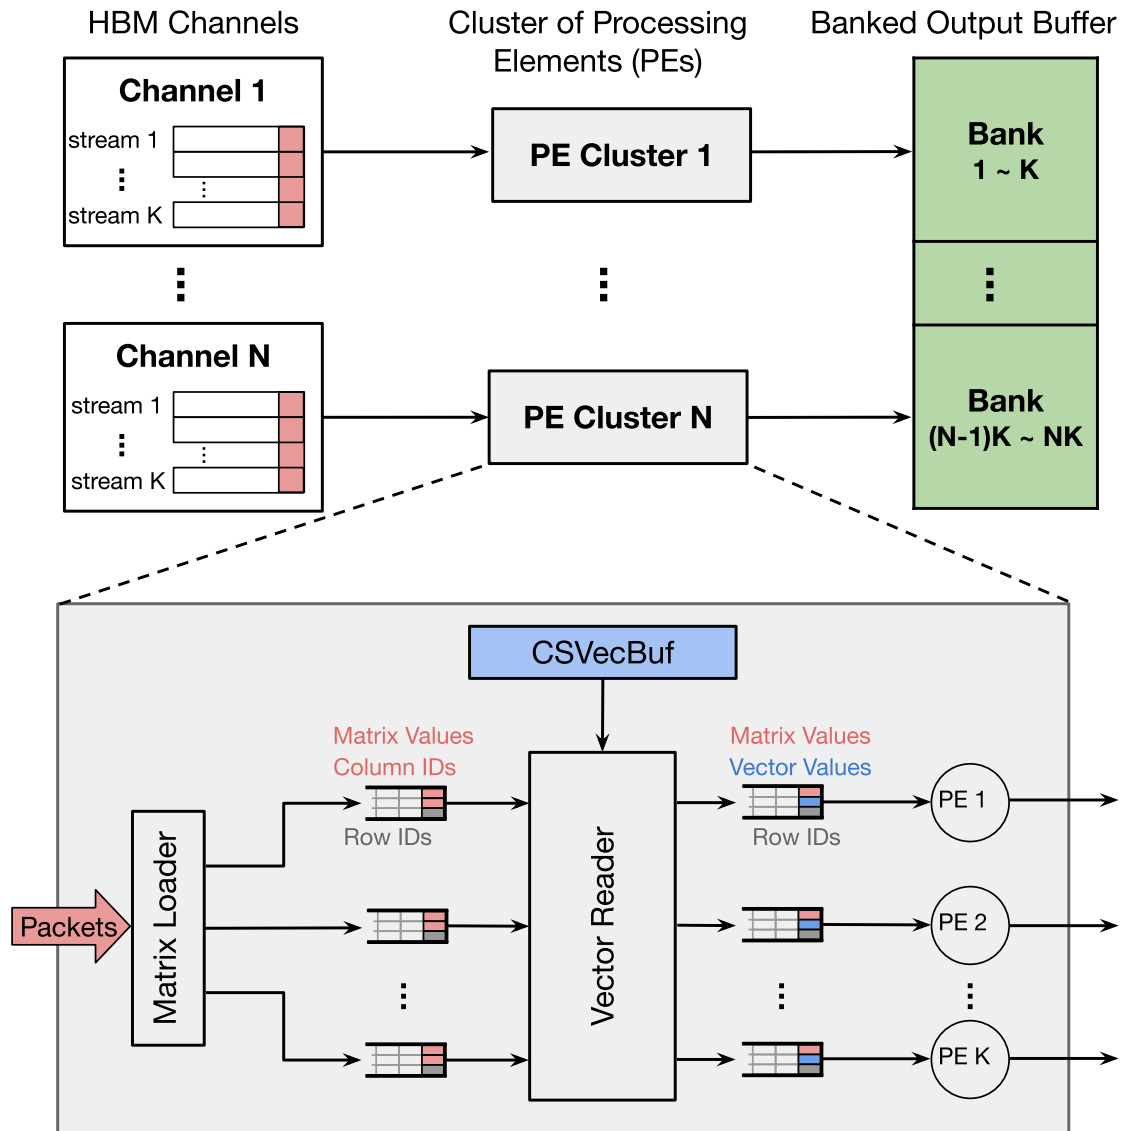 HBM Channels
Cluster of Processing
Elements (PEs)
Banked Output Buffer
Channel 1
stream 1
stream K
PE Cluster 1
Bank
1 ~ K
Channel N
stream 1
stream K
PE Cluster N
Bank
(N-1)K ~ NK
CSVecBuf
Matrix Values
Column IDs
Row IDs
Matrix Values
Vector Values
Row IDs
Packets
Matrix Loader
Vector Reader
PE 1
PE 2
PE K